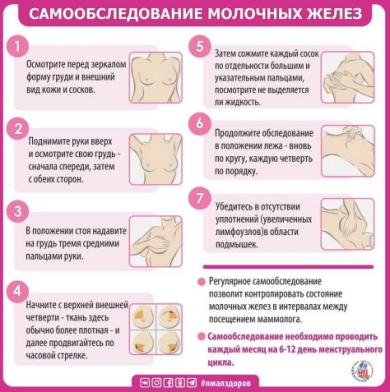 САМООБСЛЕДОВАНИЕ МОЛОЧНЫХ ЖЕЛЕЗ
1
Осмотрите перед зеркалом
форму груди и внешний
вид кожи и сосков.
2
Поднимите руки вверх
и осмотрите свою грудь -
сначала спереди, затем
с обеих сторон.
3
В положении стоя надавите
на грудь тремя средними
пальцами руки.
4
Начните с верхней внешней
четверти - ткань здесь
обычно более плотная - и
далее продвигайтесь по
часовой стрелке.
5
Затем сожмите каждый сосок
по отдельности большим и
указательным пальцами,
посмотрите не выделяется
ли жидкость.
6
Продолжите обследование
в положении лежа - вновь
по кругу, каждую четверть
по порядку.
7
Убедитесь в отсутствии
уплотнений (увеличенных
лимфоузлов)в области
подмышек.
Регулярное самообследование
позволит контролировать состояние
молочных желез в интервалах между
посещением маммолога.
Самообследование необходимо проводить
каждый месяц на 6-12 день менструального
цикла.
#ямалздоров